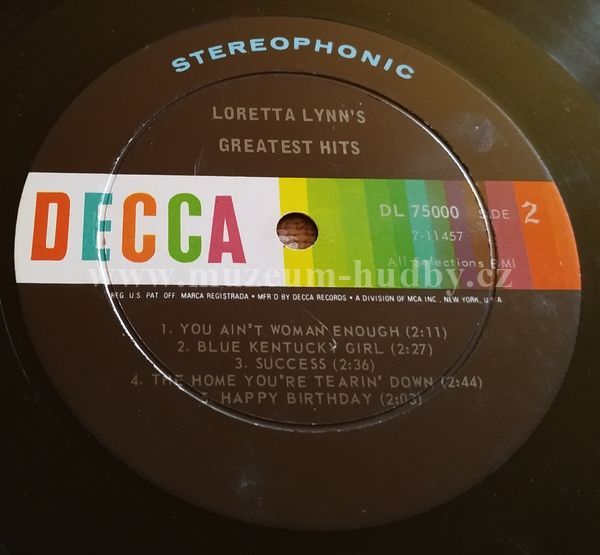 STEREOPHONIC
LORETTA LYNN'S
GREATEST HITS
DECCA
DL 75000 SIDE 2
7-11457
All Selections BMI
www.muzeum-hudby.cz
REG. U.S. PAT. OFF. MARCA REGISTRADA • MFR'D BY DECCA RECORDS • A DIVISION OF MCA INC., NEW YORK, U.S.A.
1. YOU AIN'T WOMAN ENOUGH (2:11)
2. BLUE KENTUCKY GIRL (2:27)
3. SUCCESS (2:36)
4. THE HOME YOU'RE TEARIN' DOWN (2:44)
5. HAPPY BIRTHDAY (2:03)